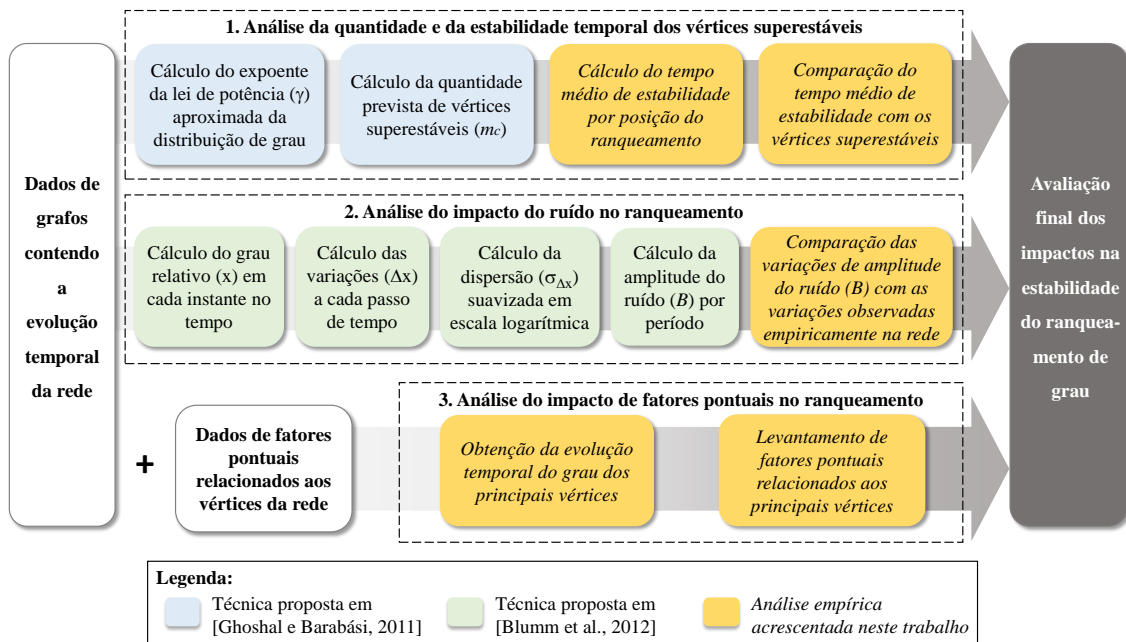 1. Análise da quantidade e da estabilidade temporal dos vértices superestáveis
Cálculo do expoente
da lei de potência (γ)
aproximada da
distribuição de grau
Cálculo da quantidade
prevista de vértices
superestáveis (mc)
Cálculo do tempo
médio de estabilidade
por posição do
ranqueamento
Comparação do
tempo médio de
estabilidade com os
vértices superestáveis
Dados de
grafos
contendo
a
evolução
temporal
da rede
2. Análise do impacto do ruído no ranqueamento
Cálculo do grau
relativo (x) em
cada instante no
tempo
Cálculo das
variações (Δx)
a cada passo
de tempo
Cálculo da
dispersão (σΔx)
suavizada em
escala logarítmica
Cálculo da
amplitude do
ruído (B) por
período
Comparação das
variações de amplitude
do ruído (B) com as
variações observadas
empiricamente na rede
Avaliação
final dos
impactos na
estabilidade
do ranquea-
mento de
grau
+
Dados de fatores
pontuais
relacionados aos
vértices da rede
3. Análise do impacto de fatores pontuais no ranqueamento
Obtenção da evolução
temporal do grau dos
principais vértices
Levantamento de
fatores pontuais
relacionados aos
principais vértices
Legenda:
Técnica proposta em
[Ghoshal e Barabási, 2011]
Técnica proposta em
[Blumm et al., 2012]
Análise empírica
acrescentada neste trabalho